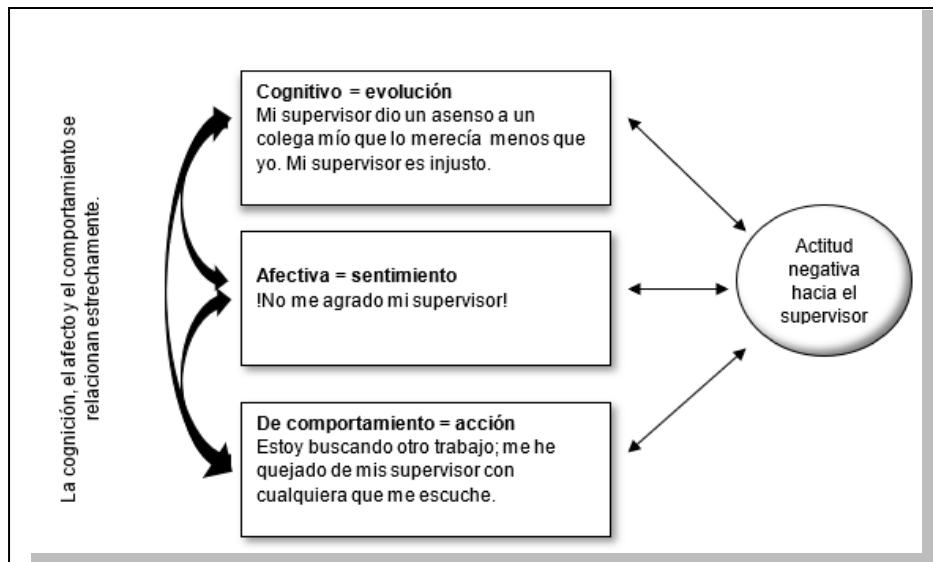 La cognición, el afecto y el comportamiento se
relacionan estrechamente.
Cognitivo = evolución
Mi supervisor dio un asenso a un
colega mío que lo merecía menos que
yo. Mi supervisor es injusto.
Afectiva = sentimiento
!No me agrado mi supervisor!
De comportamiento = acción
Estoy buscando otro trabajo; me he
quejado de mis supervisor con
cualquiera que me escuche.
Actitud
negativa
hacia el
supervisor